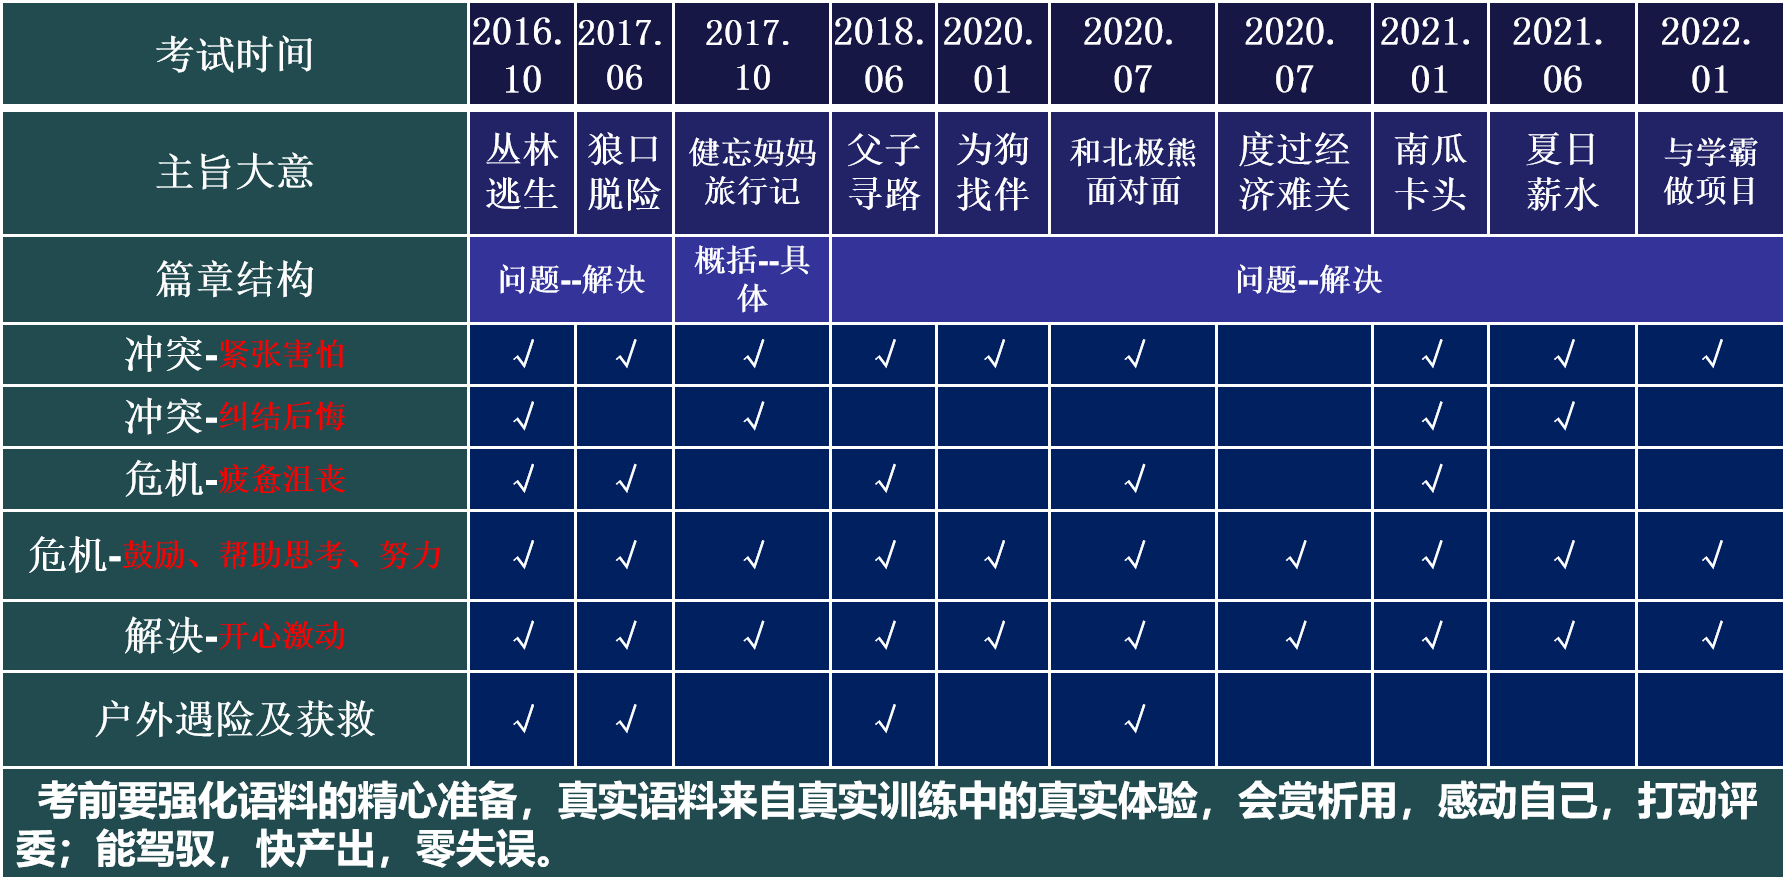 考试时间 2016. 2017. 2017. 2018. 2020. 2020. 2020. 2021. 2021. 2022.
10 06 10 06 01 07 07 01 06 01
主旨大意 丛林 狼口 健忘妈妈 父子 为狗 和北极熊 度过经 南瓜 夏日 与学霸
逃生 脱险 旅行记 寻路 找伴 面对面 济难关 卡头 薪水 做项目
篇章结构 问题--解决 概括--具 问题--解决
体
冲突-紧张害怕 √ √ √ √ √ √ √ √ √
冲突-纠结后悔 √ √ √ √
危机-疲惫沮丧 √ √ √ √ √
危机-鼓励、帮助思考、努力 √ √ √ √ √ √ √ √ √ √
解决-开心激动 √ √ √ √ √ √ √ √ √ √
户外遇险及获救 √ √ √ √
考前要强化语料的精心准备，真实语料来自真实训练中的真实体验，会赏析用，感动自己，打动评
委；能驾驭，快产出，零失误。